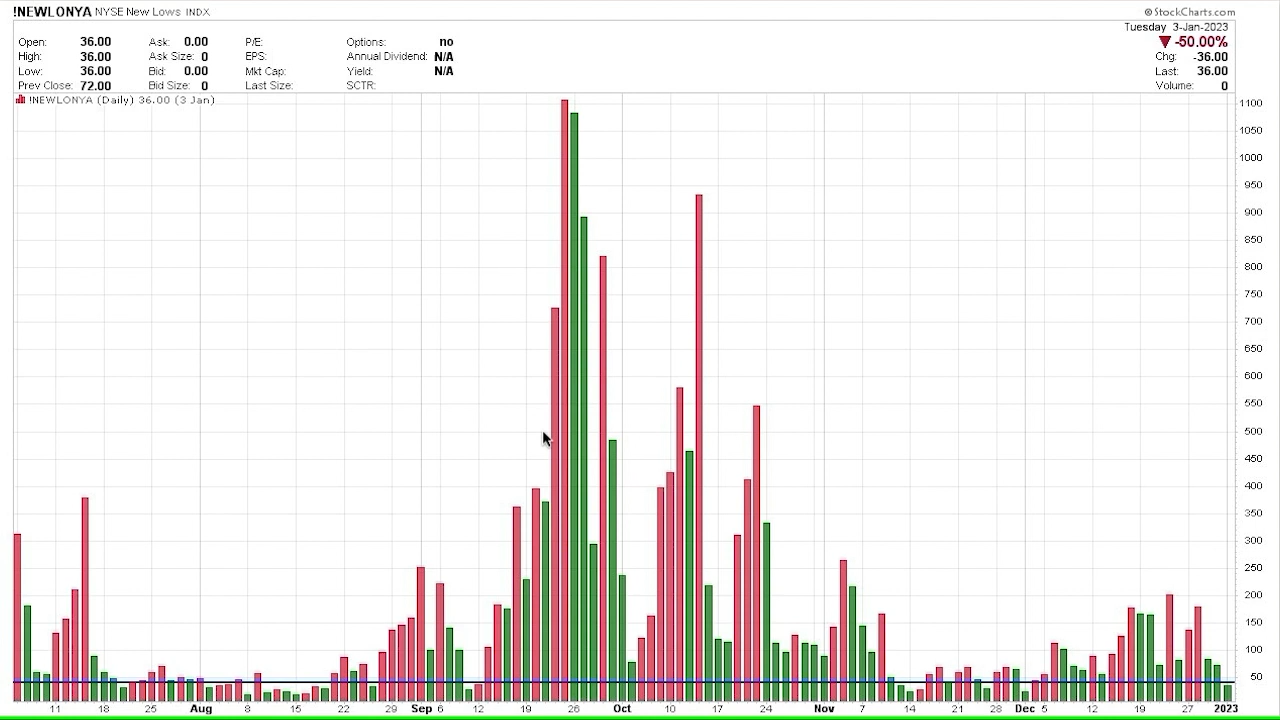 !NEWLONYA NYSE New Lows INDX ©StockCharts.com
Tuesday 3-Jan-2023
Open: 36.00 Ask: 0.00 P/E: Options: no ▼ -50.00%
High: 36.00 Ask Size: 0 EPS: Annual Dividend: N/A Chg: -36.00
Low: 36.00 Bid: 0.00 Mkt Cap: Yield: N/A Last: 36.00
Prev Close: 72.00 Bid Size: 0 Last Size: SCTR: Volume: 0
!NEWLONYA (Daily) 36.00 (3 Jan)
1100
1050
1000
950
900
850
800
750
700
650
600
550
500
450
400
350
300
250
200
150
100
50
11 18 25 Aug 8 15 22 29 Sep 6 12 19 26 Oct 10 17 24 Nov 7 14 21 28 Dec 5 12 19 27 2023